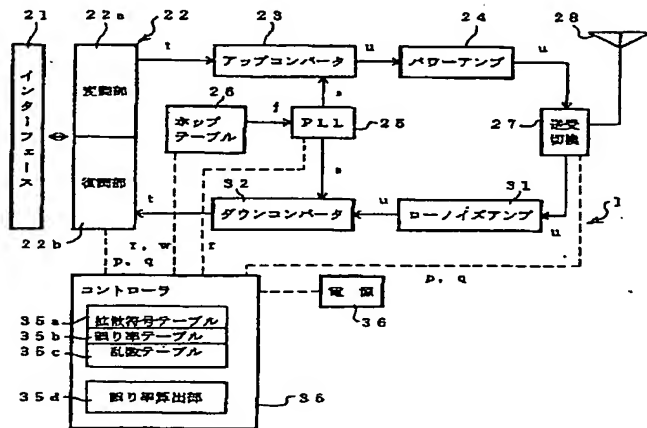 21
22a
22
インターフェース
変調部
復調部
22b
t
23
アップコンバータ
u
24
パワーアンプ
u
28
26
ホップテーブル
f
s
PLL
25
27
送受切換
s
t
32
ダウンコンバータ
u
31
ローノイズアンプ
u
1
r, w
r
p, q
p, q
コントローラ
35a
拡散符号テーブル
35b
誤り率テーブル
35c
乱数テーブル
35d
誤り率算出部
35
電源
36